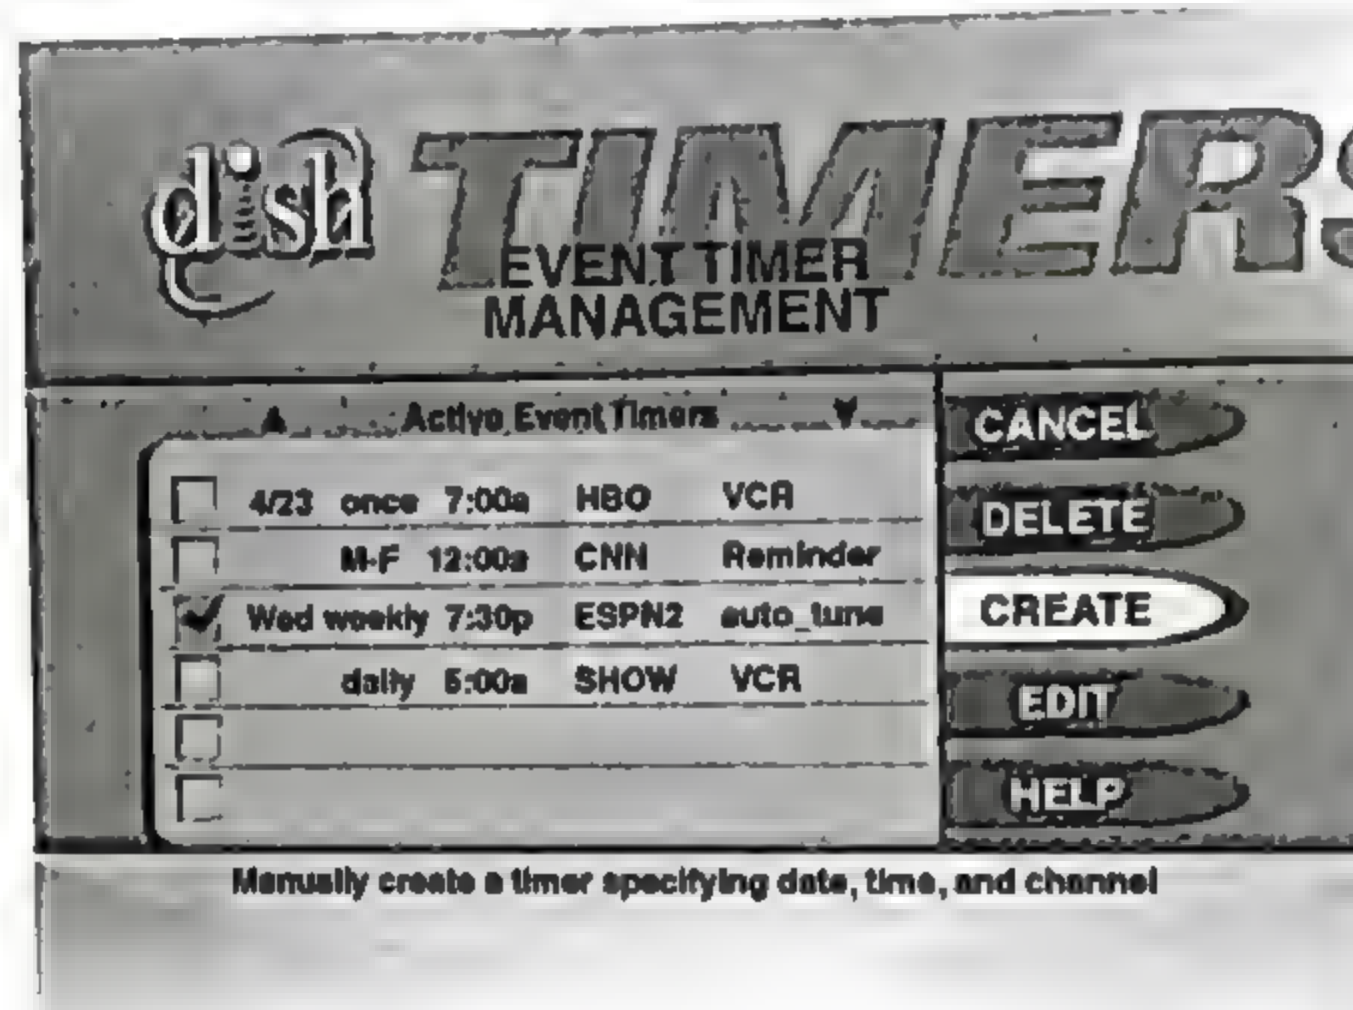 dish
TIMERS
EVENT TIMER
MANAGEMENT
Active Event Timers
4/23 once 7:00a HBO VCR
M-F 12:00a CNN Reminder
Wed weekly 7:30p ESPN2 auto_tune
daily 5:00a SHOW VCR
CANCEL
DELETE
CREATE
EDIT
HELP
Manually create a timer specifying date, time, and channel